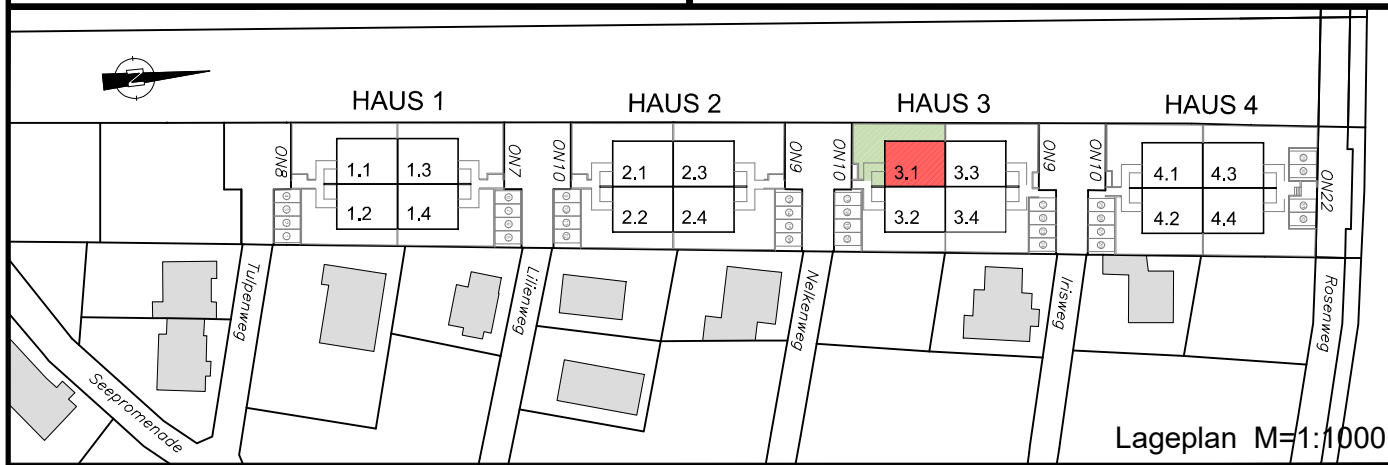 HAUS 1 HAUS 2 HAUS 3 HAUS 4
N
ON8 ON7 ON10 ON9 ON10 ON9 ON10 ON22
1.1 1.3 2.1 2.3 3.1 3.3 4.1 4.3
1.2 1.4 2.2 2.4 3.2 3.4 4.2 4.4
Tulpenweg Lilienweg Nelkenweg Irisweg Rosenweg
Seepromenade
Lageplan M=1:1000